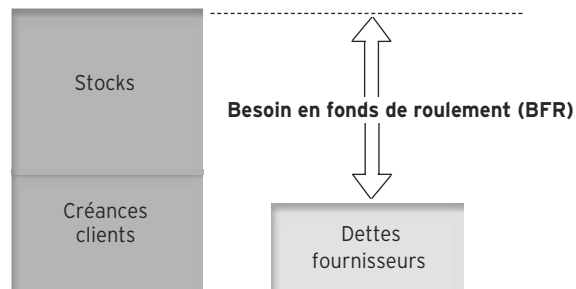 Stocks
Besoin en fonds de roulement (BFR)
Créances
clients
Dettes
fournisseurs